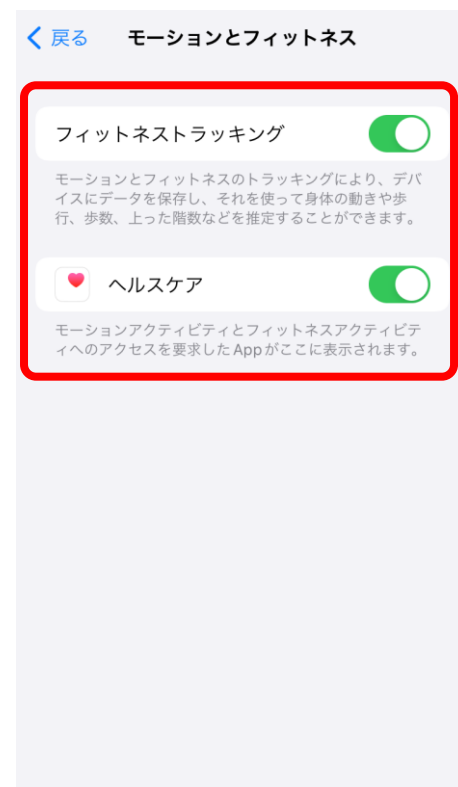 戻る モーションとフィットネス
フィットネストラッキング
モーションとフィットネスのトラッキングにより、デバ
イスにデータを保存し、それを使って身体の動きや歩
行、歩数、上った階数などを推定することができます。
ヘルスケア
モーションアクティビティとフィットネスアクティビテ
ィへのアクセスを要求したAppがここに表示されます。